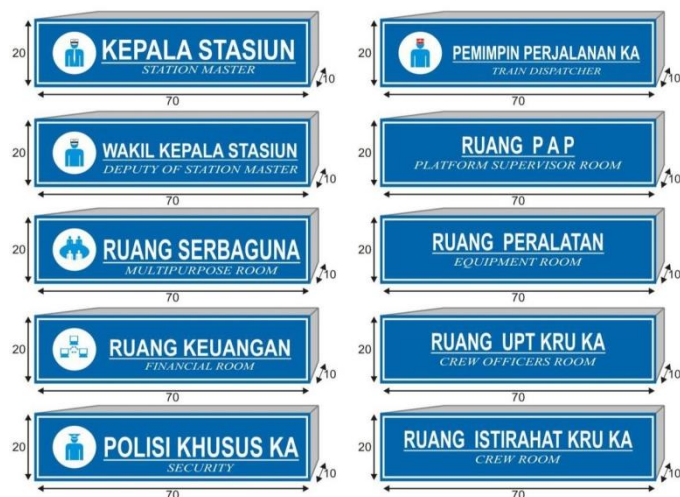 20
KEPALA STASIUN
STATION MASTER
10
70
20
WAKIL KEPALA STASIUN
DEPUTY OF STATION MASTER
10
70
20
RUANG SERBAGUNA
MULTIPURPOSE ROOM
10
70
20
RUANG KEUANGAN
FINANCIAL ROOM
10
70
20
POLISI KHUSUS KA
SECURITY
10
70
20
PEMIMPIN PERJALANAN KA
TRAIN DISPATCHER
10
70
20
RUANG P A P
PLATFORM SUPERVISOR ROOM
10
70
20
RUANG PERALATAN
EQUIPMENT ROOM
10
70
20
RUANG UPT KRU KA
CREW OFFICERS ROOM
10
70
20
RUANG ISTIRAHAT KRU KA
CREW ROOM
10
70